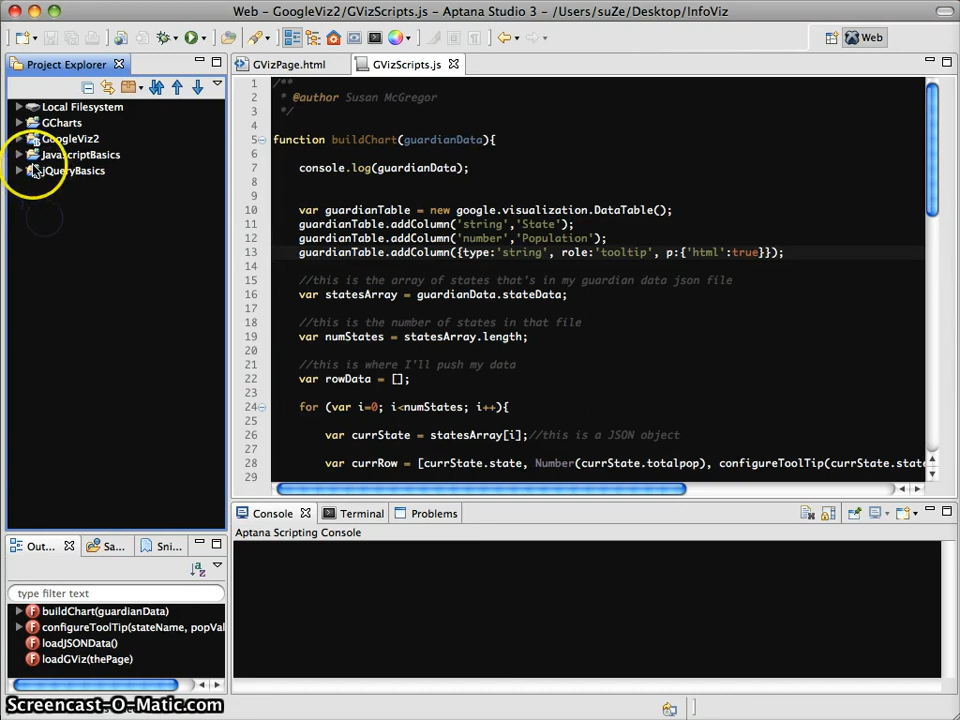 Web - GoogleViz2/GVizScripts.js - Aptana Studio 3 - /Users/suZe/Desktop/InfoViz
Web
Project Explorer
Local Filesystem
GCharts
GoogleViz2
JavascriptBasics
jQueryBasics
GVizPage.html
GVizScripts.js
1 /**
2 * @author Susan McGregor
3 */
4
5 function buildChart(guardianData){
6
7 console.log(guardianData);
8
9
10 var guardianTable = new google.visualization.DataTable();
11 guardianTable.addColumn('string','State');
12 guardianTable.addColumn('number','Population');
13 guardianTable.addColumn({type:'string', role:'tooltip', p:{'html':true}});
14
15 //this is the array of states that's in my guardian data json file
16 var statesArray = guardianData.stateData;
17
18 //this is the number of states in that file
19 var numStates = statesArray.length;
20
21 //this is where I'll push my data
22 var rowData = [];
23
24 for (var i=0; i<numStates; i++){
25
26 var currState = statesArray[i];//this is a JSON object
27
28 var currRow = [currState.state, Number(currState.totalpop), configureToolTip(currState.stat
29
Out...
Sa...
Sni...
type filter text
buildChart(guardianData)
configureToolTip(stateName, popVal
loadJSONData()
loadGViz(thePage)
Console
Terminal
Problems
Aptana Scripting Console
Screencast-O-Matic.com